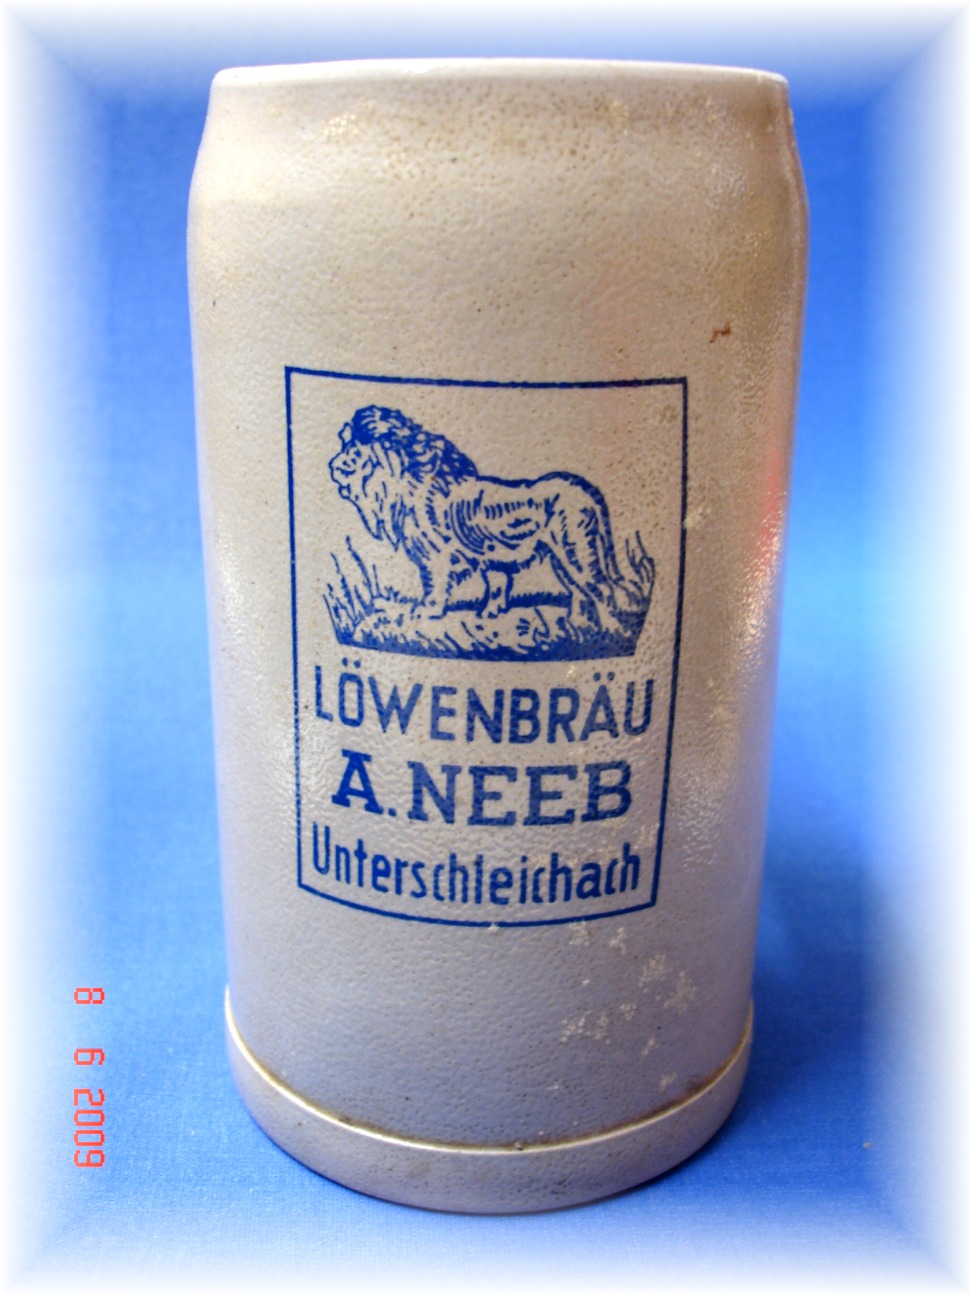 LÖWENBRÄU
A. NEEB
Unterschleichach
8 6 2009